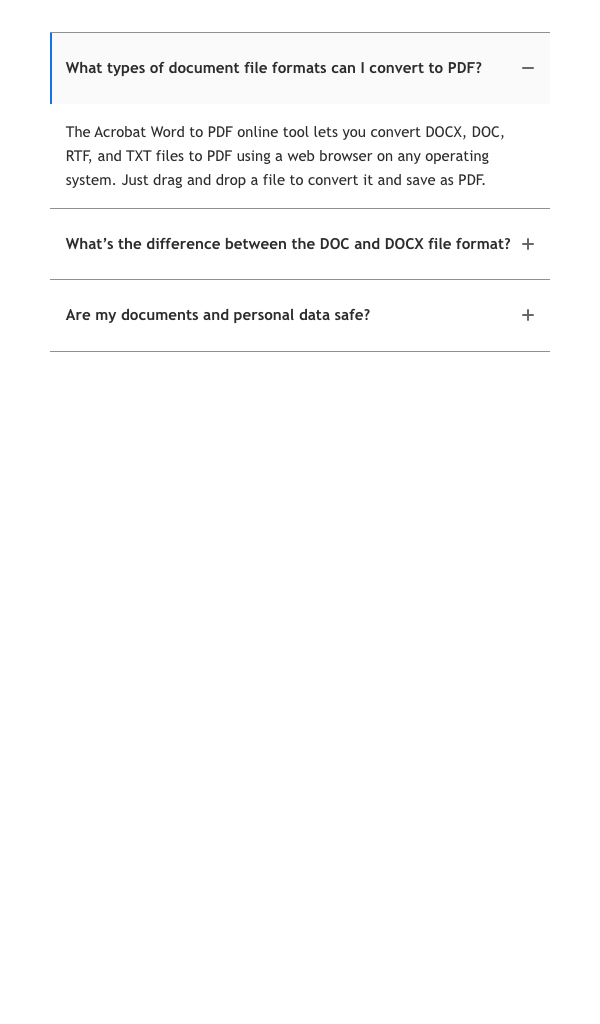 What types of document file formats can I convert to PDF?
The Acrobat Word to PDF online tool lets you convert DOCX, DOC,
RTF, and TXT files to PDF using a web browser on any operating
system. Just drag and drop a file to convert it and save as PDF.
What’s the difference between the DOC and DOCX file format?
Are my documents and personal data safe?